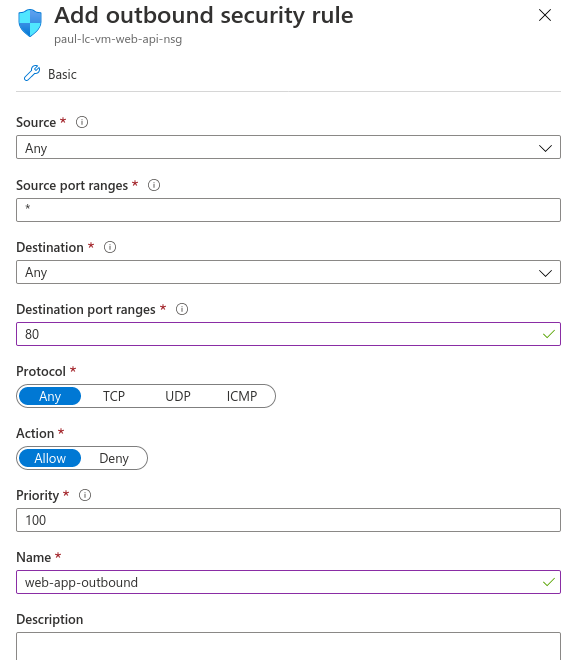 Add outbound security rule
paul-lc-vm-web-api-nsg
Basic
Source *
Any
Source port ranges *
*
Destination *
Any
Destination port ranges *
80
Protocol *
Any TCP UDP ICMP
Action *
Allow Deny
Priority *
100
Name *
web-app-outbound
Description